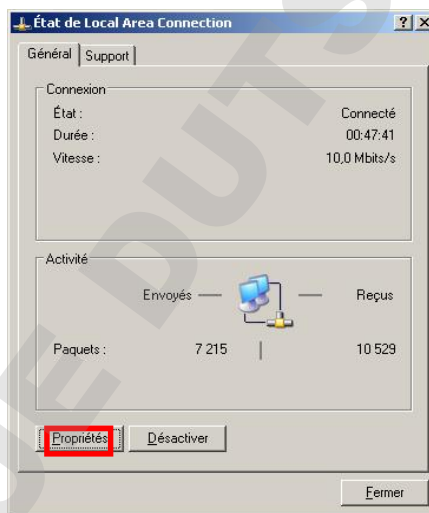 État de Local Area Connection
Général Support
Connexion
État : Connecté
Durée : 00:47:41
Vitesse : 10,0 Mbits/s
Activité
Envoyés — — Reçus
Paquets : 7 215 | 10 529
Propriétés Désactiver
Fermer